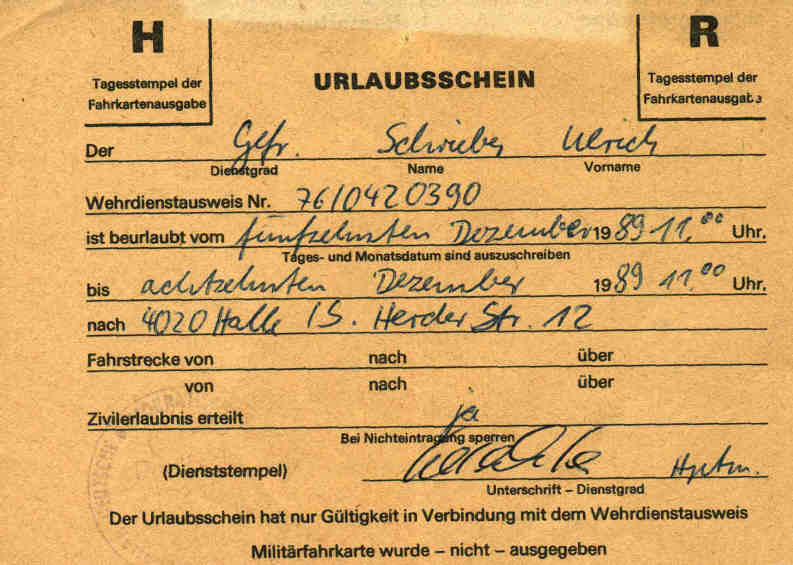 H R
Tagesstempel der Fahrkartenausgabe
URLAUBSSCHEIN
Tagesstempel der Fahrkartenausgabe
Der Gefr. Schrieber Ulrich
Dienstgrad Name Vorname
Wehrdienstausweis Nr. 7610420390
ist beurlaubt vom fünfzehnten Dezember 1989 11.00 Uhr.
Tages- und Monatsdatum sind auszuschreiben
bis achtzehnten Dezember 1989 11.00 Uhr.
nach 4020 Halle /S. Herder Str. 12
Fahrstrecke von nach über
von nach über
Zivilerlaubnis erteilt ja
Bei Nichteintragung sperren
(Dienststempel) Hptm.
Unterschrift – Dienstgrad
Der Urlaubsschein hat nur Gültigkeit in Verbindung mit dem Wehrdienstausweis
Militärfahrkarte wurde – nicht – ausgegeben